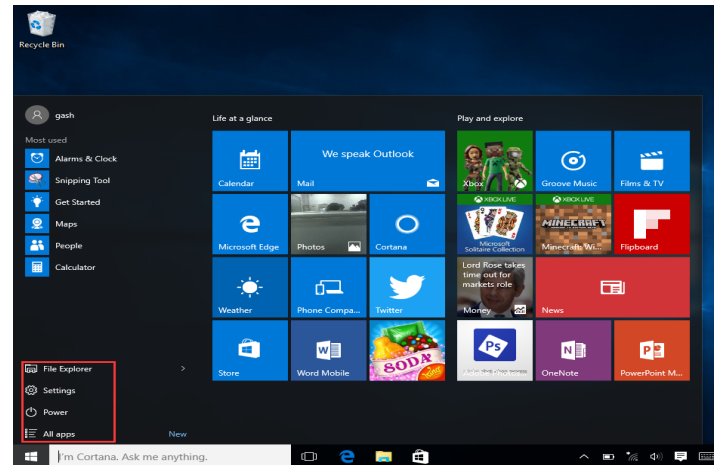 Recycle Bin
gash
Most used
Alarms & Clock
Snipping Tool
Get Started
Maps
People
Calculator
File Explorer
Settings
Power
All apps
New
Life at a glance
Calendar
We speak Outlook
Mail
Microsoft Edge
Photos
Cortana
Weather
Phone Compa...
Twitter
Store
Word Mobile
SODA
Play and explore
Xbox
Groove Music
Films & TV
XBOX LIVE
Microsoft
Solitaire Collection
XBOX LIVE
MINECRAFT
Minecraft: Wi...
Flipboard
Lord Rose takes
time out for
markets role
Money
News
Ps
OneNote
PowerPoint M...
I'm Cortana. Ask me anything.